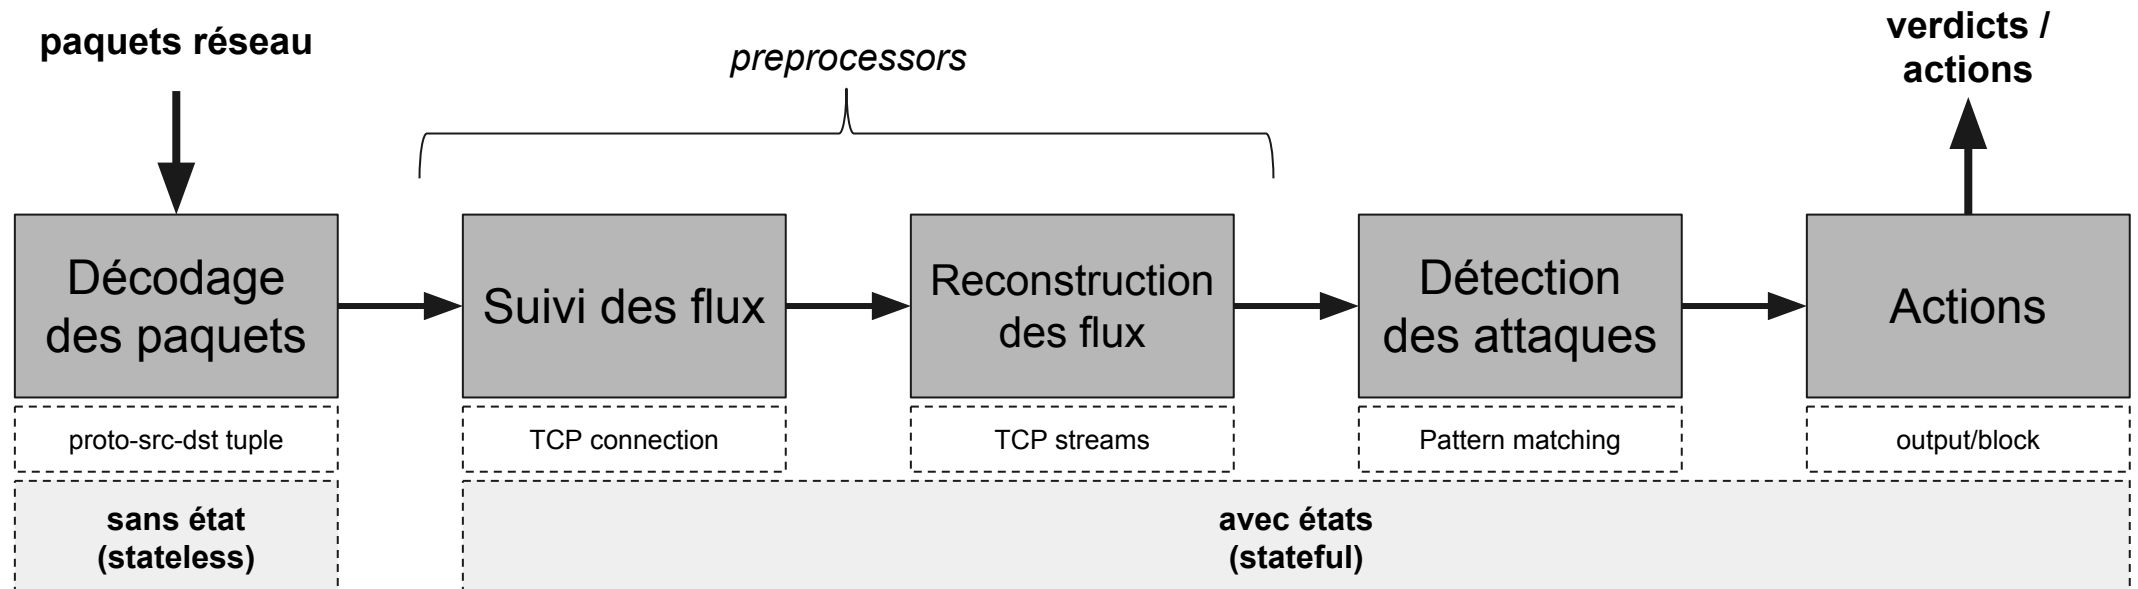 paquets réseau
preprocessors
verdicts /
actions
Décodage
des paquets
Suivi des flux
Reconstruction
des flux
Détection
des attaques
Actions
proto-src-dst tuple
TCP connection
TCP streams
Pattern matching
output/block
sans état
(stateless)
avec états
(stateful)